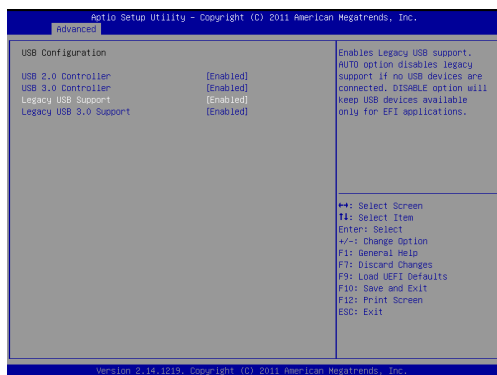 Aptio Setup Utility – Copyright (C) 2011 American Megatrends, Inc.
Advanced
USB Configuration
USB 2.0 Controller [Enabled]
USB 3.0 Controller [Enabled]
Legacy USB Support [Enabled]
Legacy USB 3.0 Support [Enabled]
Enables Legacy USB support.
AUTO option disables legacy
support if no USB devices are
connected. DISABLE option will
keep USB devices available
only for EFI applications.
↔: Select Screen
↑↓: Select Item
Enter: Select
+/-: Change Option
F1: General Help
F7: Discard Changes
F9: Load UEFI Defaults
F10: Save and Exit
F12: Print Screen
ESC: Exit
Version 2.14.1219. Copyright (C) 2011 American Megatrends, Inc.